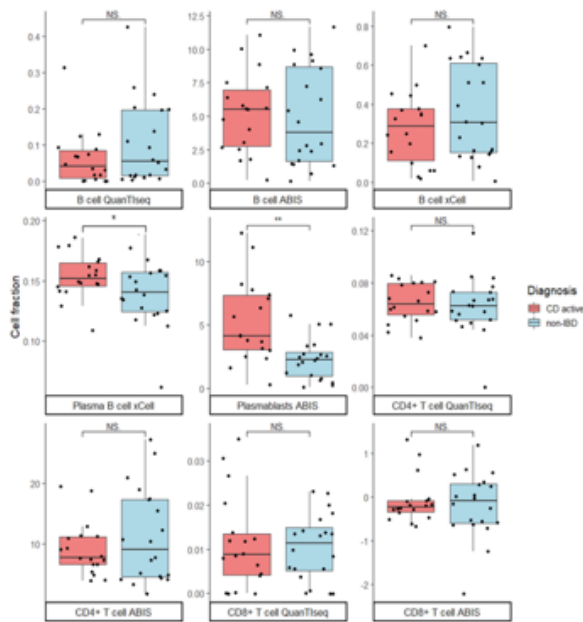 NS. NS. NS.
0.4 12.5 0.8
0.3 10.0 0.6
0.2 7.5 0.4
0.1 5.0 0.2
0.0 2.5 0.0
0.0
B cell QuanTIseq B cell ABIS B cell xCell
* ** NS.
0.20 0.12
10
0.15 0.08
5
0.10 0.04
0 0.00
Cell fraction
Plasma B cell xCell Plasmablasts ABIS CD4+ T cell QuanTIseq
Diagnosis
CD active
non-IBD
NS. NS. NS.
0.03 1
20 0.02 0
10 0.01 -1
0.00 -2
CD4+ T cell ABIS CD8+ T cell QuanTIseq CD8+ T cell ABIS